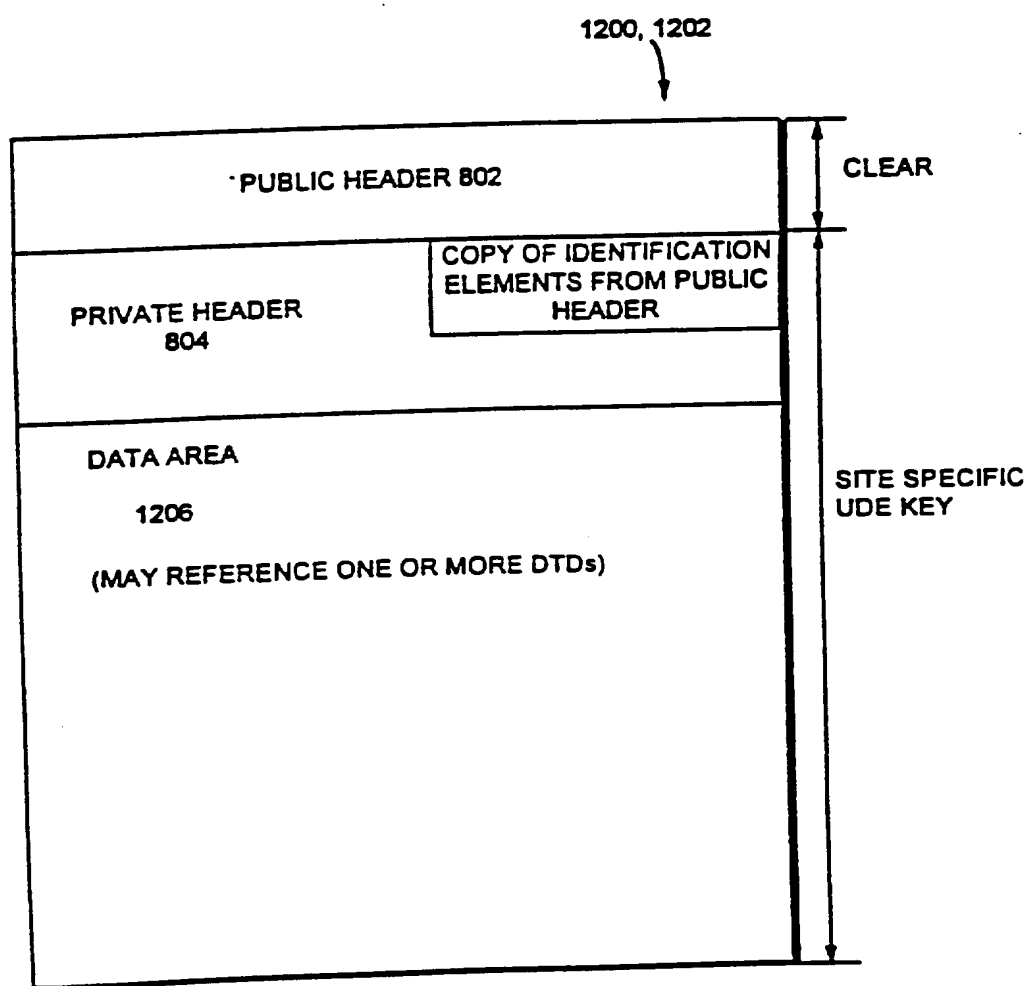 1200, 1202
PUBLIC HEADER 802
CLEAR
COPY OF IDENTIFICATION
ELEMENTS FROM PUBLIC
HEADER
PRIVATE HEADER
804
DATA AREA
1206
(MAY REFERENCE ONE OR MORE DTDs)
SITE SPECIFIC
UDE KEY